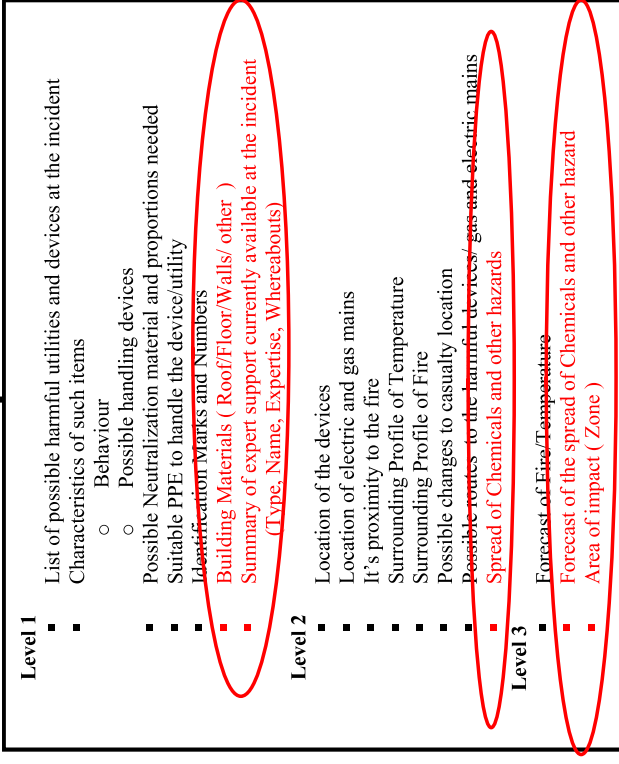 Level 1
▪ List of possible harmful utilities and devices at the incident
▪ Characteristics of such items
○ Behaviour
○ Possible handling devices
▪ Possible Neutralization material and proportions needed
▪ Suitable PPE to handle the device/utility
▪ Identification Marks and Numbers
▪ Building Materials ( Roof/Floor/Walls/ other )
▪ Summary of expert support currently available at the incident
(Type, Name, Expertise, Whereabouts)
Level 2
▪ Location of the devices
▪ Location of electric and gas mains
▪ It's proximity to the fire
▪ Surrounding Profile of Temperature
▪ Surrounding Profile of Fire
▪ Possible changes to casualty location
▪ Possible routes to the harmful devices/ gas and electric mains
▪ Spread of Chemicals and other hazards
Level 3
▪ Forecast of Fire/Temperature
▪ Forecast of the spread of Chemicals and other hazard
▪ Area of impact ( Zone )